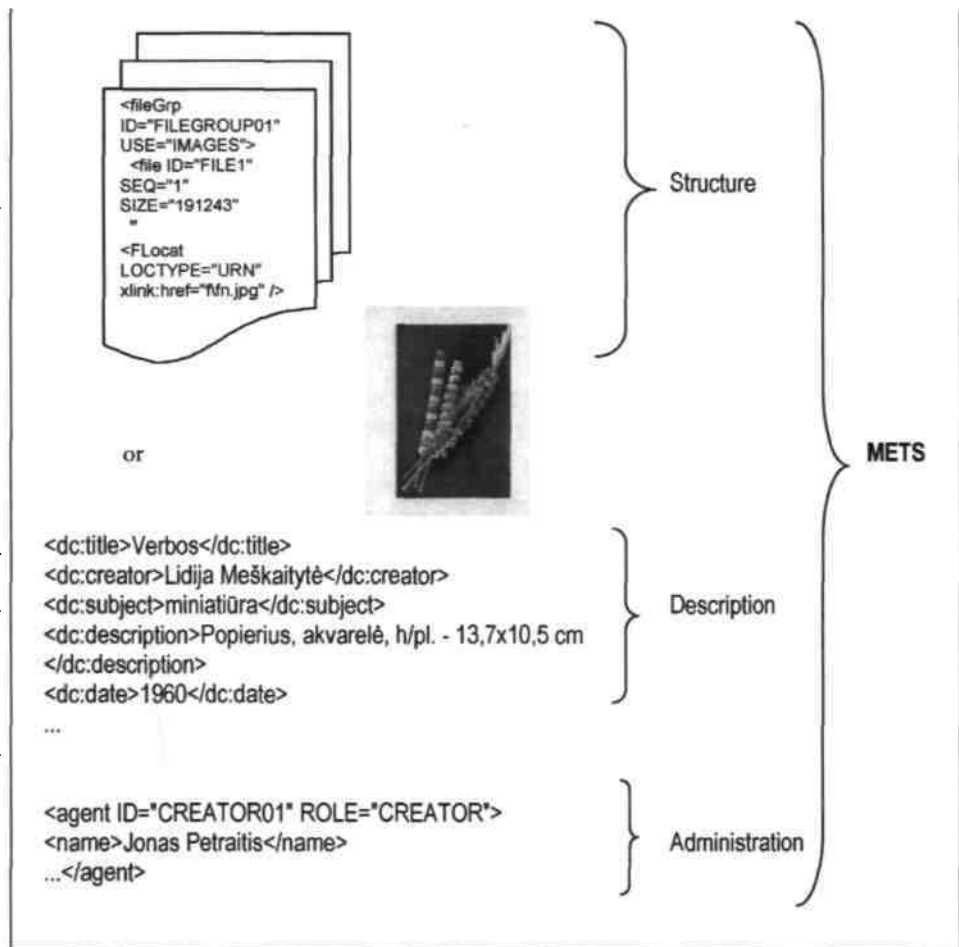 <fileGrp
ID="FILEGROUP01"
USE="IMAGES">
<file ID="FILE1"
SEQ="1"
SIZE="191243"
"
<FLocat
LOCTYPE="URN"
xlink:href="f\fn.jpg" />
Structure
or
METS
<dc:title>Verbos</dc:title>
<dc:creator>Lidija Meškaitytė</dc:creator>
<dc:subject>miniatiūra</dc:subject>
<dc:description>Popierius, akvarelė, h/pl. - 13,7x10,5 cm
</dc:description>
<dc:date>1960</dc:date>
...
Description
<agent ID="CREATOR01" ROLE="CREATOR">
<name>Jonas Petraitis</name>
...</agent>
Administration